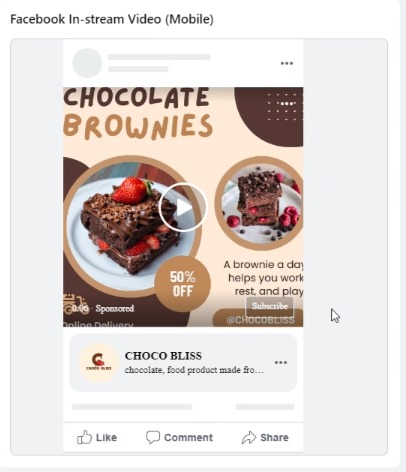 Facebook In-stream Video (Mobile)
CHOCOLATE
BROWNIES
50%
OFF
A brownie a day
helps you work
rest, and play
0:06 · Sponsored
Subscribe
Online Delivery
@CHOCOBLISS
CHOCO BLISS
CHOCO BLISS
chocolate, food product made fro...
Like
Comment
Share